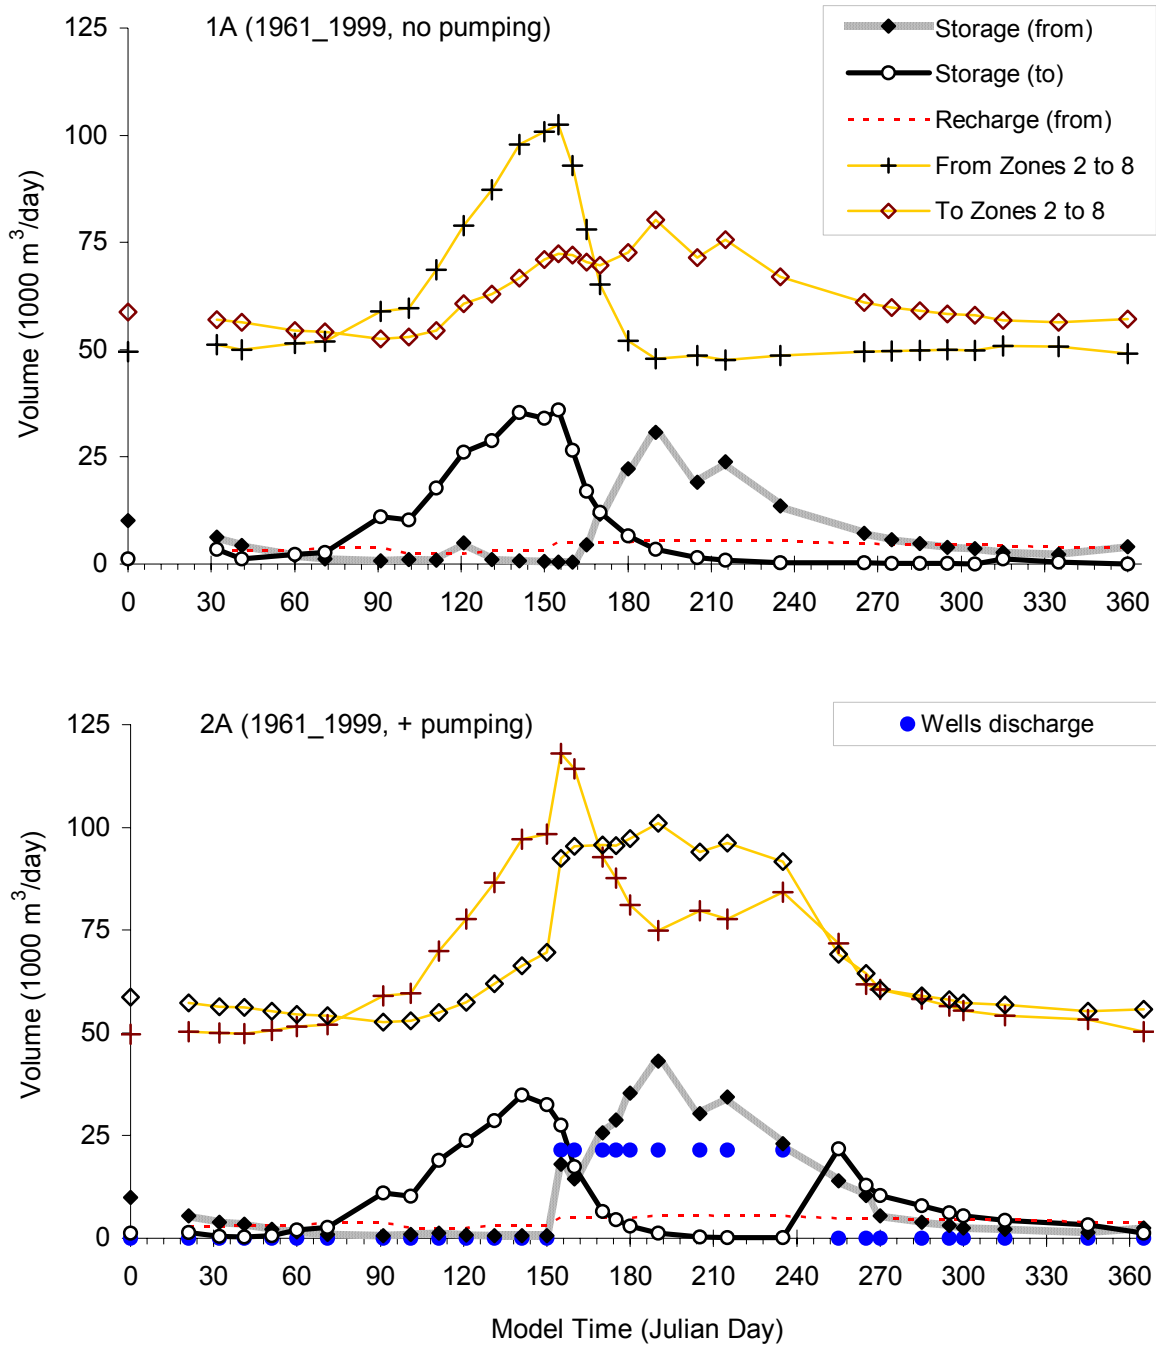 1A (1961_1999, no pumping)
Storage (from)
Storage (to)
Recharge (from)
From Zones 2 to 8
To Zones 2 to 8
Volume (1000 m³/day)
125
100
75
50
25
0
0 30 60 90 120 150 180 210 240 270 300 330 360
2A (1961_1999, + pumping)
Wells discharge
Volume (1000 m³/day)
125
100
75
50
25
0
0 30 60 90 120 150 180 210 240 270 300 330 360
Model Time (Julian Day)